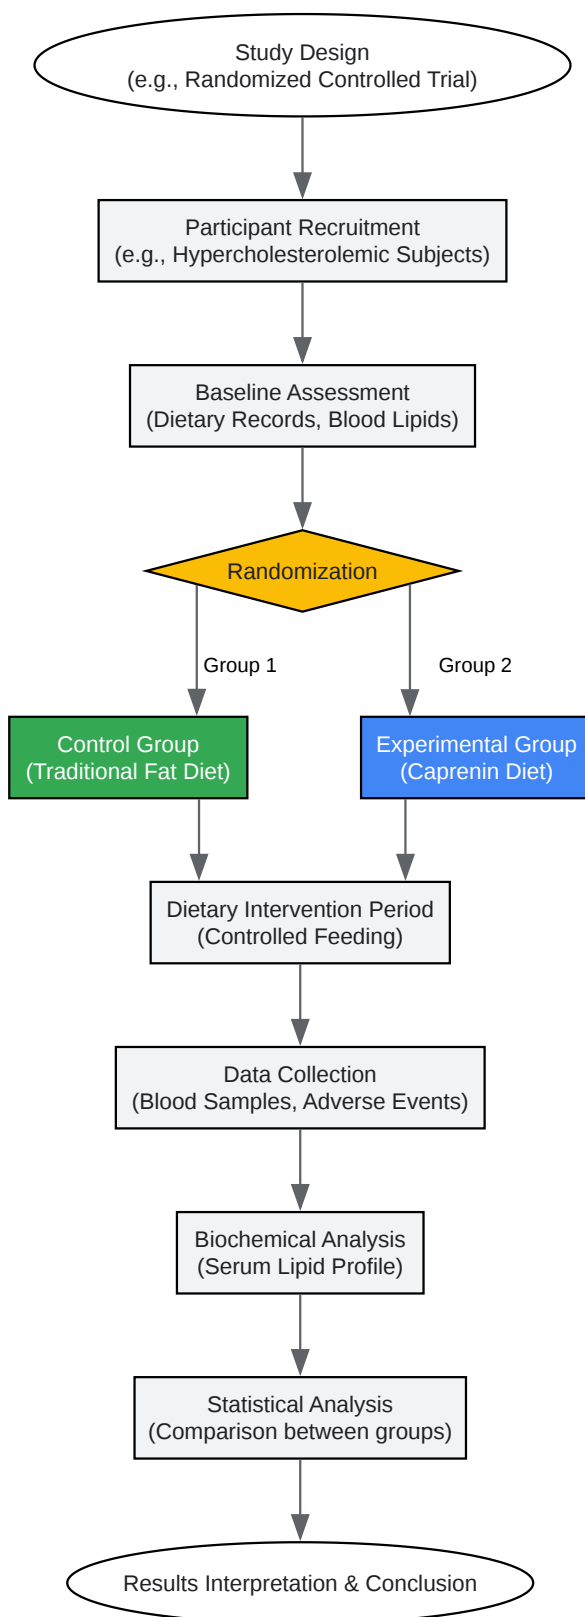 Study Design
(e.g., Randomized Controlled Trial)
Participant Recruitment
(e.g., Hypercholesterolemic Subjects)
Baseline Assessment
(Dietary Records, Blood Lipids)
Randomization
Group 1
Group 2
Control Group
(Traditional Fat Diet)
Experimental Group
(Caprenin Diet)
Dietary Intervention Period
(Controlled Feeding)
Data Collection
(Blood Samples, Adverse Events)
Biochemical Analysis
(Serum Lipid Profile)
Statistical Analysis
(Comparison between groups)
Results Interpretation & Conclusion